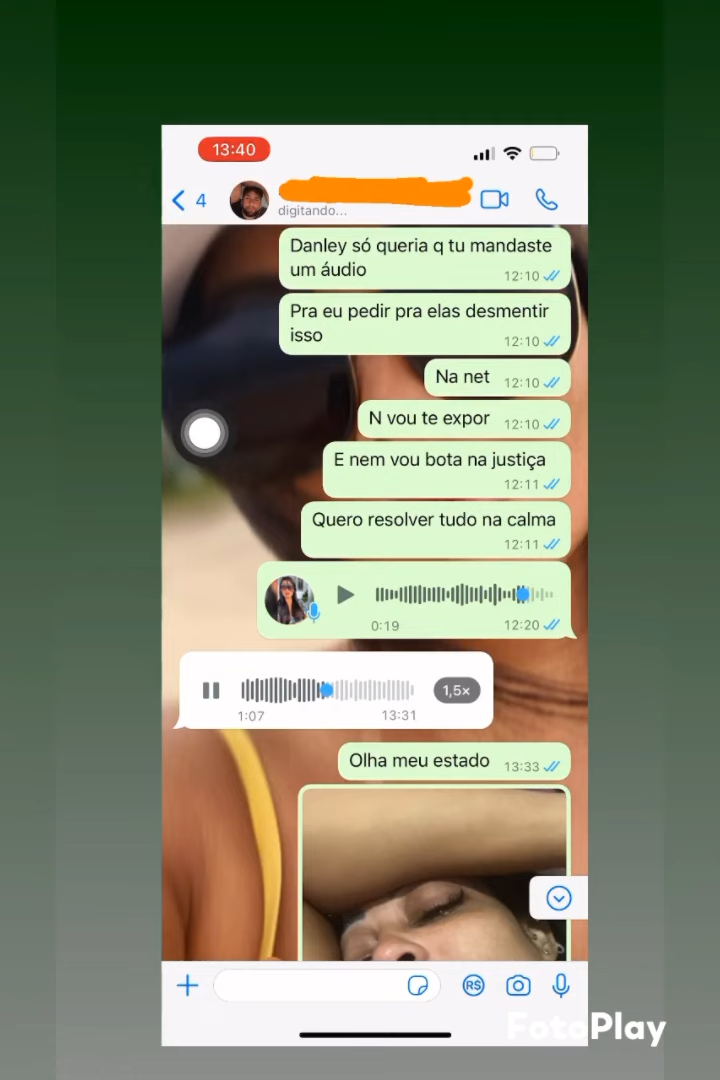 13:40
4
digitando...
Danley só queria q tu mandaste
um áudio
12:10
Pra eu pedir pra elas desmentir
isso
12:10
Na net 12:10
N vou te expor 12:10
E nem vou bota na justiça
12:11
Quero resolver tudo na calma
12:11
0:19 12:20
1,5×
1:07 13:31
Olha meu estado 13:33
R$
FotoPlay